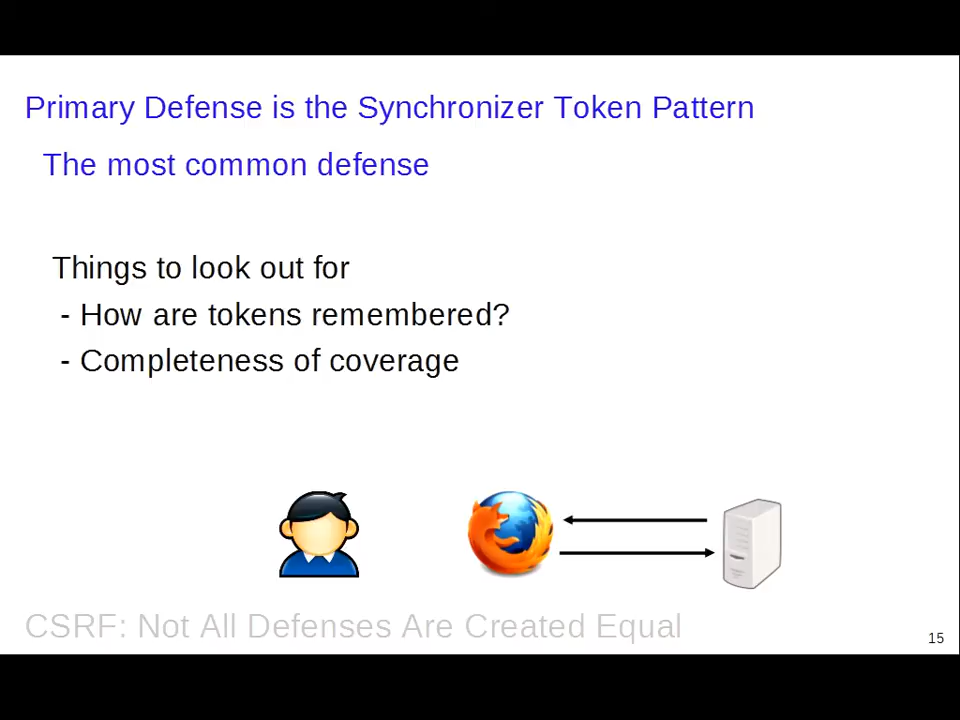 Primary Defense is the Synchronizer Token Pattern
The most common defense
Things to look out for
- How are tokens remembered?
- Completeness of coverage
CSRF: Not All Defenses Are Created Equal
15